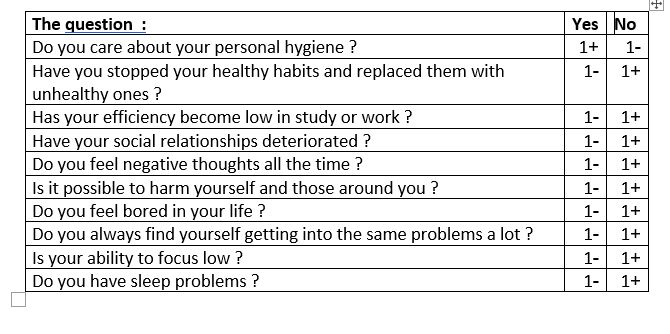 The question : Yes No
Do you care about your personal hygiene ? 1+ 1-
Have you stopped your healthy habits and replaced them with 1- 1+
unhealthy ones ?
Has your efficiency become low in study or work ? 1- 1+
Have your social relationships deteriorated ? 1- 1+
Do you feel negative thoughts all the time ? 1- 1+
Is it possible to harm yourself and those around you ? 1- 1+
Do you feel bored in your life ? 1- 1+
Do you always find yourself getting into the same problems a lot ? 1- 1+
Is your ability to focus low ? 1- 1+
Do you have sleep problems ? 1- 1+